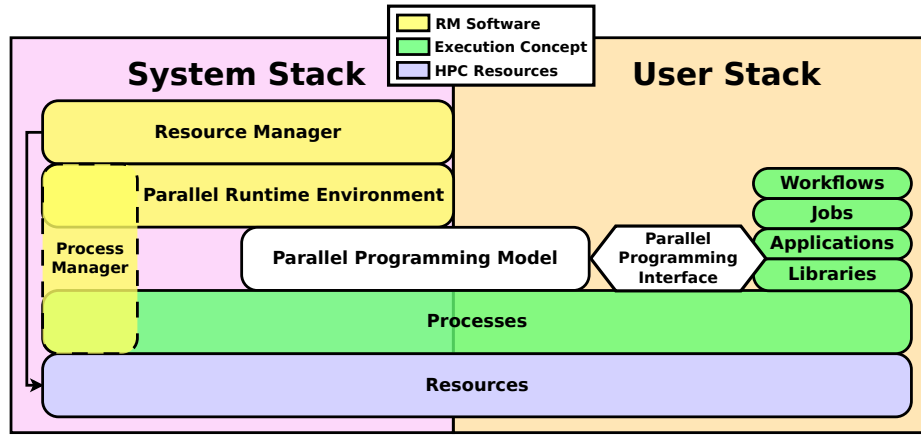 RM Software
Execution Concept
HPC Resources
System Stack
User Stack
Resource Manager
Parallel Runtime Environment
Process
Manager
Parallel Programming Model
Parallel
Programming
Interface
Workflows
Jobs
Applications
Libraries
Processes
Resources